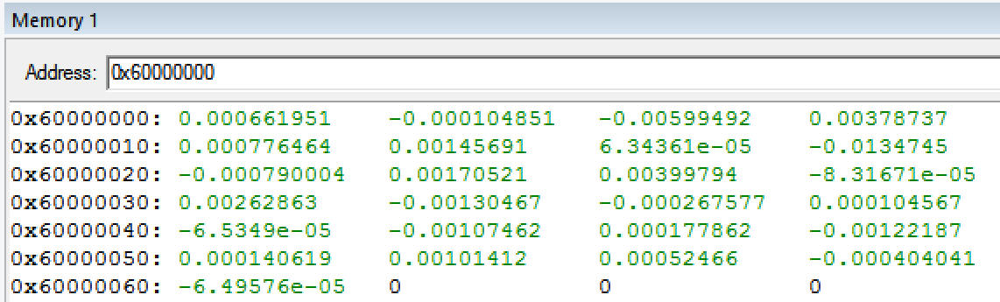 Memory 1
Address: 0x60000000
0x60000000: 0.000661951 -0.000104851 -0.00599492 0.00378737
0x60000010: 0.000776464 0.00145691 6.34361e-05 -0.0134745
0x60000020: -0.000790004 0.00170521 0.00399794 -8.31671e-05
0x60000030: 0.00262863 -0.00130467 -0.000267577 0.000104567
0x60000040: -6.5349e-05 -0.00107462 0.000177862 -0.00122187
0x60000050: 0.000140619 0.00101412 0.00052466 -0.000404041
0x60000060: -6.49576e-05 0 0 0